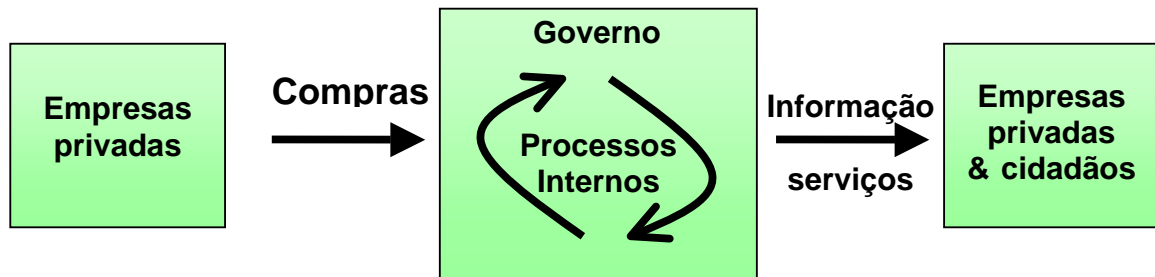 Empresas
privadas
Compras
Governo
Processos
Internos
Informação
serviços
Empresas
privadas
& cidadãos